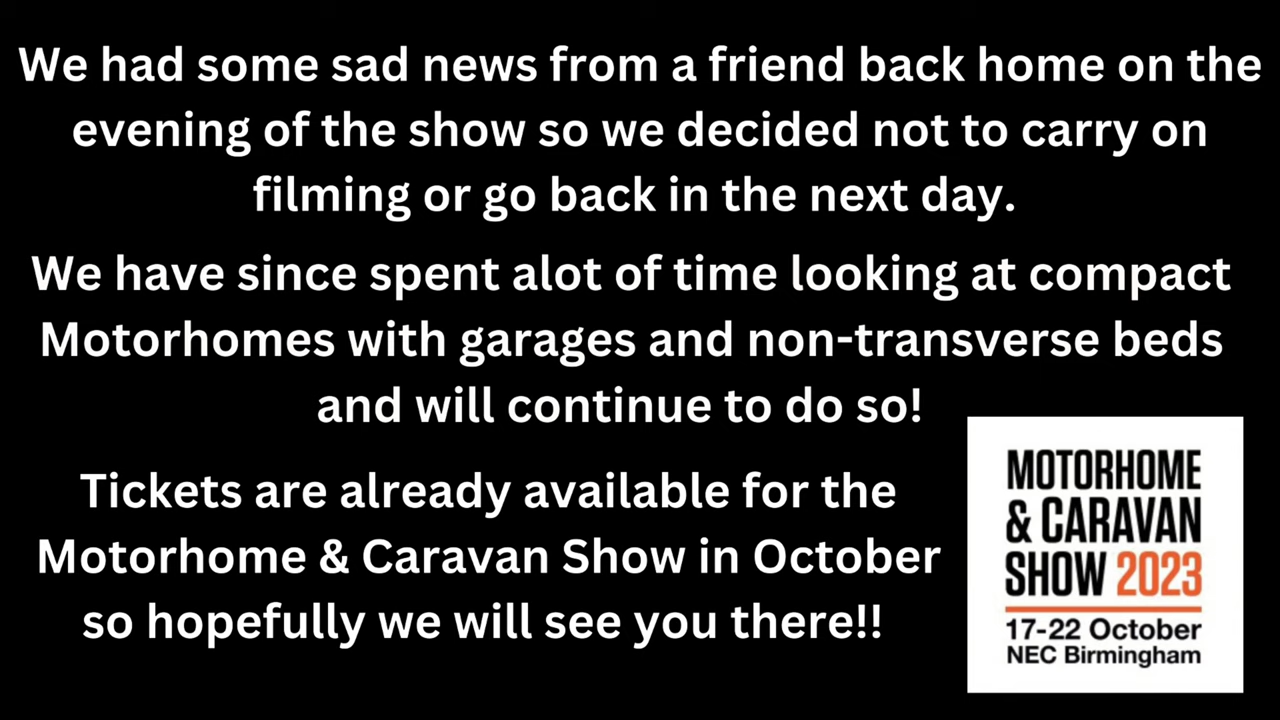 We had some sad news from a friend back home on the
evening of the show so we decided not to carry on
filming or go back in the next day.
We have since spent alot of time looking at compact
Motorhomes with garages and non-transverse beds
and will continue to do so!
Tickets are already available for the
Motorhome & Caravan Show in October
so hopefully we will see you there!!
MOTORHOME
& CARAVAN
SHOW 2023
17-22 October
NEC Birmingham